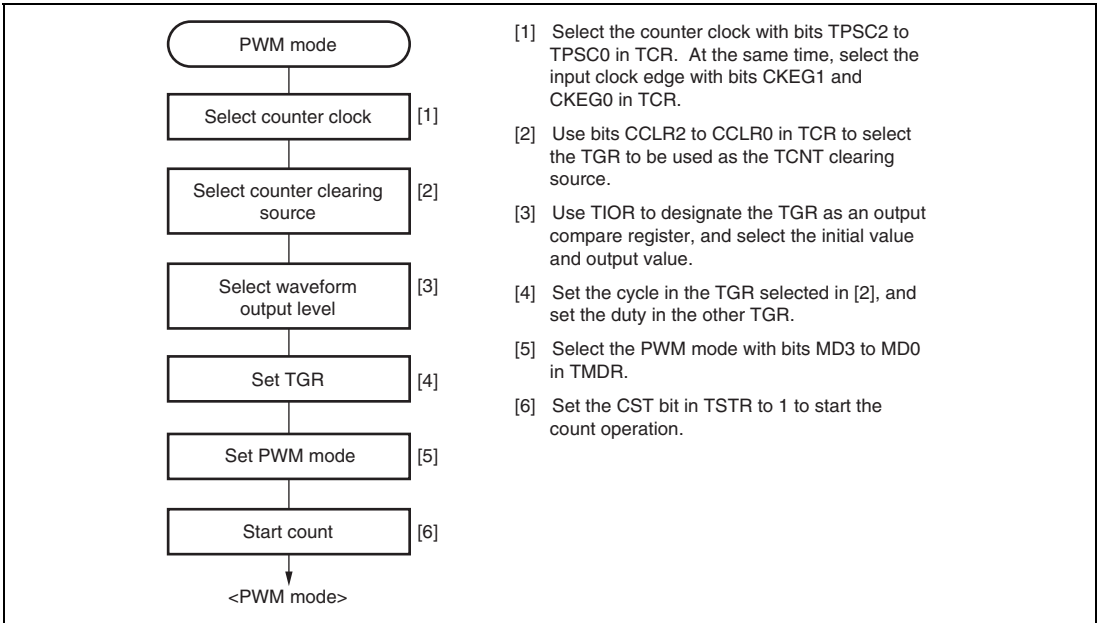 PWM mode
Select counter clock
[1]
Select counter clearing
source
[2]
Select waveform
output level
[3]
Set TGR
[4]
Set PWM mode
[5]
Start count
[6]
<PWM mode>
[1] Select the counter clock with bits TPSC2 to
TPSC0 in TCR. At the same time, select the
input clock edge with bits CKEG1 and
CKEG0 in TCR.
[2] Use bits CCLR2 to CCLR0 in TCR to select
the TGR to be used as the TCNT clearing
source.
[3] Use TIOR to designate the TGR as an output
compare register, and select the initial value
and output value.
[4] Set the cycle in the TGR selected in [2], and
set the duty in the other TGR.
[5] Select the PWM mode with bits MD3 to MD0
in TMDR.
[6] Set the CST bit in TSTR to 1 to start the
count operation.